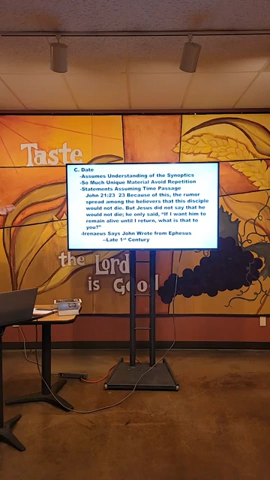 Taste
C. Date
-Assumes Understanding of the Synoptics
-So Much Unique Material Avoid Repetition
-Statements Assuming Time Passage
John 21:23 23 Because of this, the rumor
spread among the believers that this disciple
would not die. But Jesus did not say that he
would not die; he only said, "If I want him to
remain alive until I return, what is that to
you?"
-Irenaeus Says John Wrote from Ephesus
--Late 1st Century
the Lord
is Good